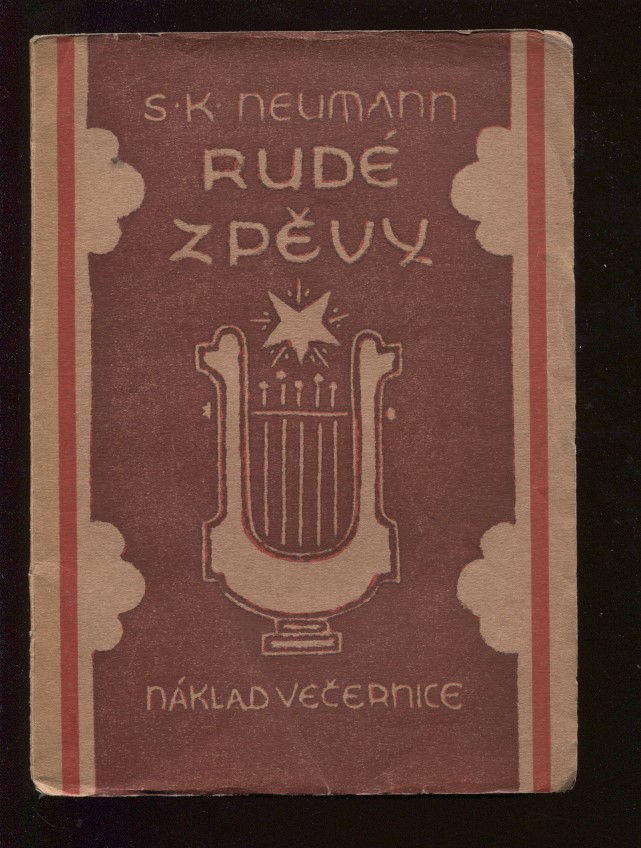 S·K· NEUMANN
RUDÉ
ZPĚVY
NÁKLAD VEČERNICE